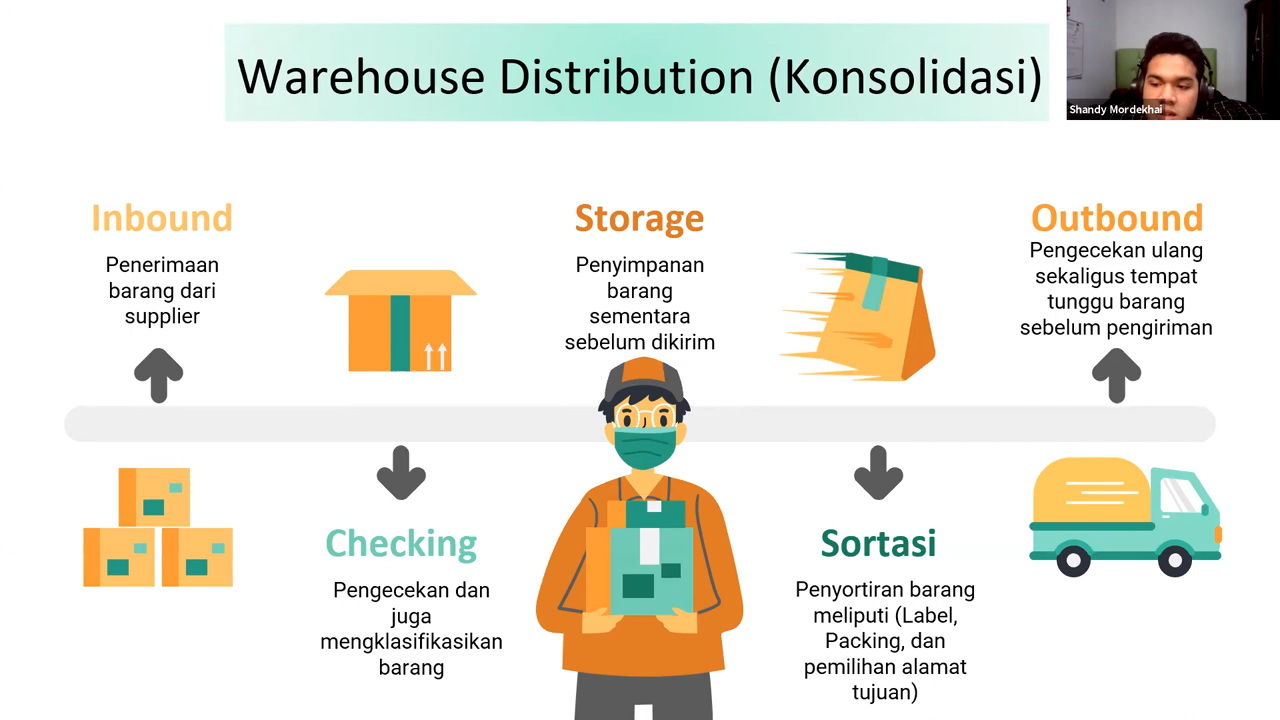 Warehouse Distribution (Konsolidasi)
Shandy Mordekhai
Inbound
Penerimaan
barang dari
supplier
Checking
Pengecekan dan
juga
mengklasifikasikan
barang
Storage
Penyimpanan
barang
sementara
sebelum dikirim
Sortasi
Penyortiran barang
meliputi (Label,
Packing, dan
pemilihan alamat
tujuan)
Outbound
Pengecekan ulang
sekaligus tempat
tunggu barang
sebelum pengiriman